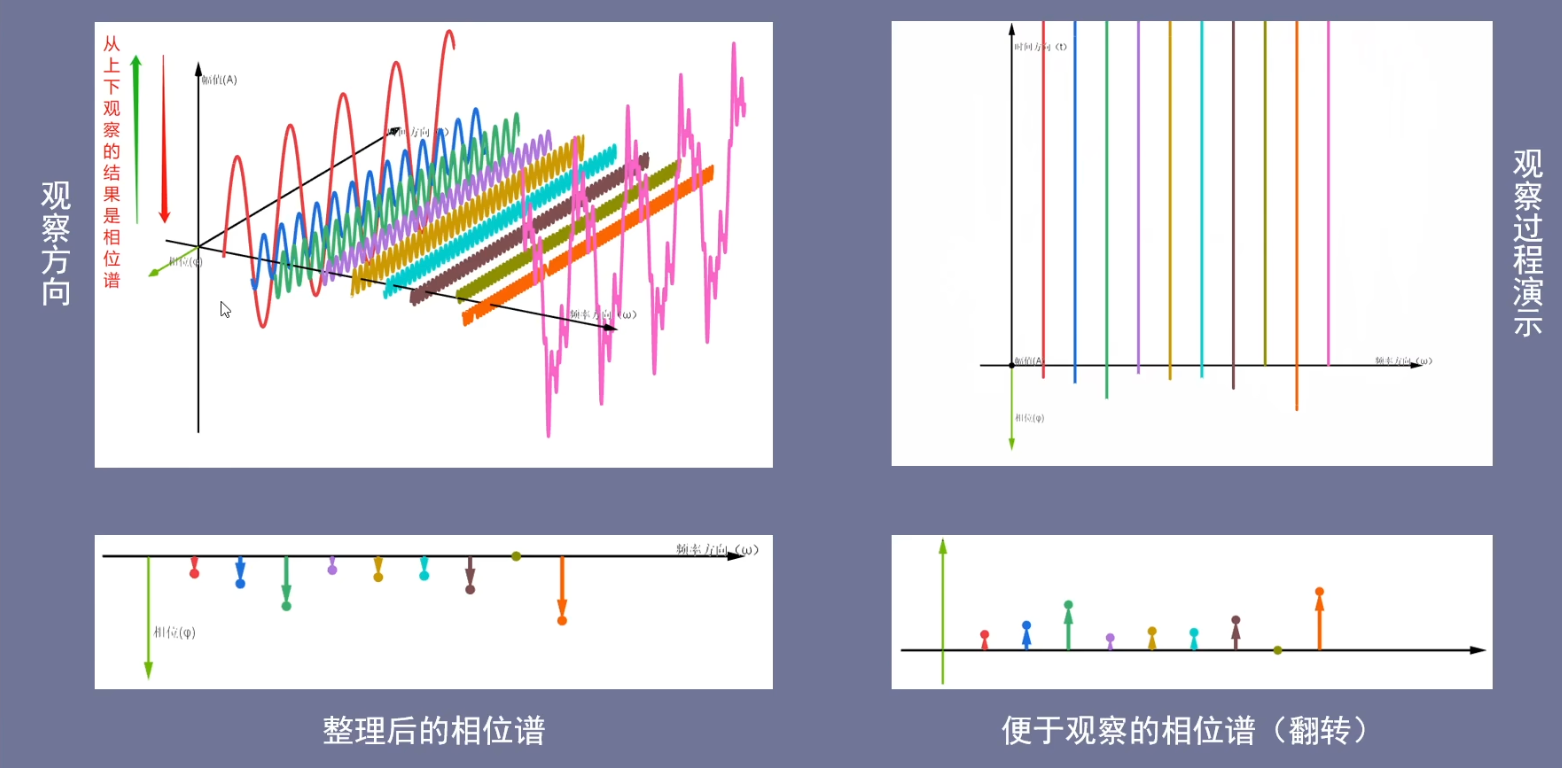 从上下观察的结果是相位谱
幅值(A)
时间方向（t）
相位(φ)
频率方向（ω）
观察方向
时间方向（t）
幅值(A)
频率方向（ω）
相位(φ)
观察过程演示
频率方向（ω）
相位(φ)
整理后的相位谱
便于观察的相位谱（翻转）